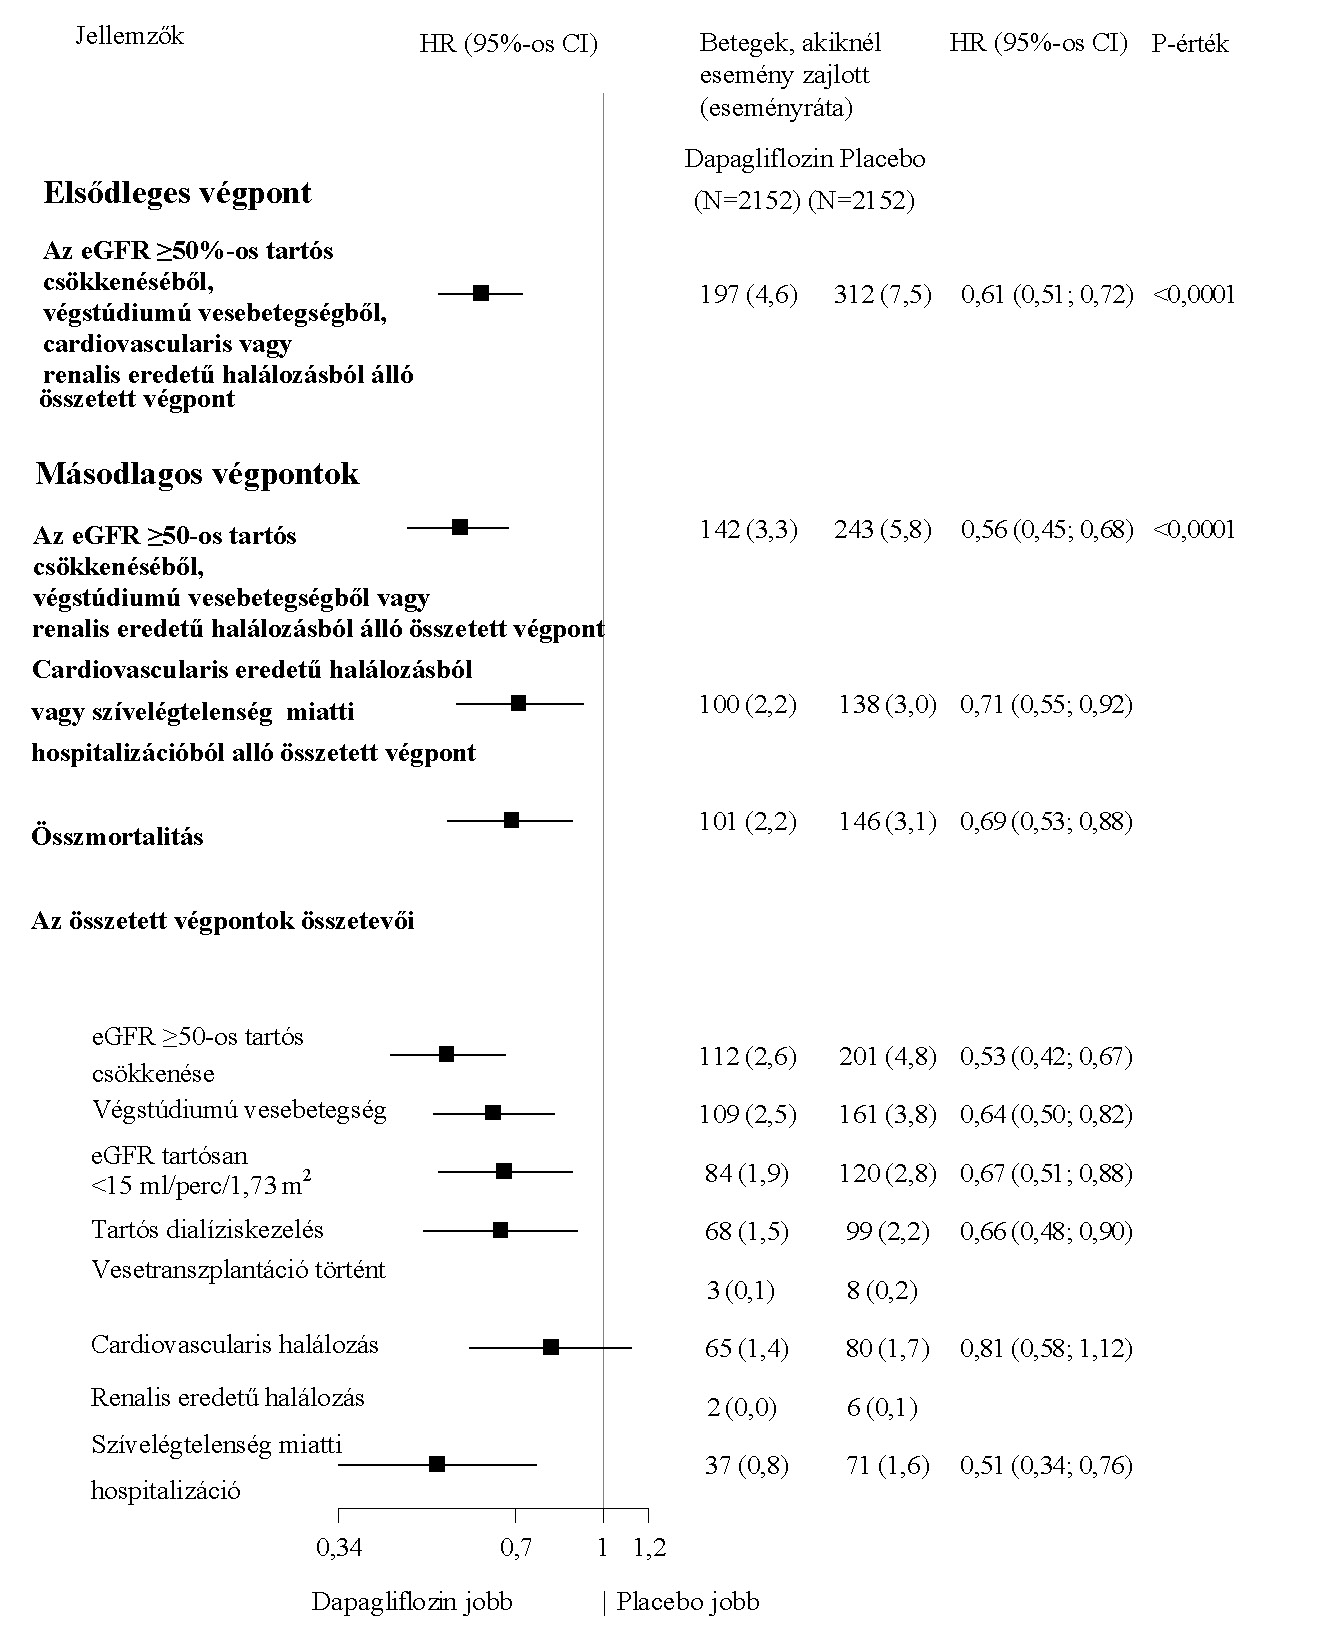 Jellemzők
HR (95%-os CI)
Betegek, akiknél
esemény zajlott
(eseményráta)
HR (95%-os CI)
P-érték
Dapagliflozin Placebo
(N=2152) (N=2152)
Elsődleges végpont
Az eGFR ≥50%-os tartós
csökkenéséből,
végstúdiumú vesebetegségből,
cardiovascularis vagy
renalis eredetű halálozásból álló
összetett végpont
197 (4,6) 312 (7,5) 0,61 (0,51; 0,72) <0,0001
Másodlagos végpontok
Az eGFR ≥50-os tartós
csökkenéséből,
végstúdiumú vesebetegségből vagy
renalis eredetű halálozásból álló összetett végpont
142 (3,3) 243 (5,8) 0,56 (0,45; 0,68) <0,0001
Cardiovascularis eredetű halálozásból
vagy szívelégtelenség miatti
hospitalizációból alló összetett végpont
100 (2,2) 138 (3,0) 0,71 (0,55; 0,92)
Összmortalitás
101 (2,2) 146 (3,1) 0,69 (0,53; 0,88)
Az összetett végpontok összetevői
eGFR ≥50-os tartós
csökkenése
112 (2,6) 201 (4,8) 0,53 (0,42; 0,67)
Végstúdiumú vesebetegség
109 (2,5) 161 (3,8) 0,64 (0,50; 0,82)
eGFR tartósan
<15 ml/perc/1,73 m²
84 (1,9) 120 (2,8) 0,67 (0,51; 0,88)
Tartós dialíziskezelés
68 (1,5) 99 (2,2) 0,66 (0,48; 0,90)
Vesetranszplantáció történt
3 (0,1) 8 (0,2)
Cardiovascularis halálozás
65 (1,4) 80 (1,7) 0,81 (0,58; 1,12)
Renalis eredetű halálozás
2 (0,0) 6 (0,1)
Szívelégtelenség miatti
hospitalizáció
37 (0,8) 71 (1,6) 0,51 (0,34; 0,76)
0,34 0,7 1 1,2
Dapagliflozin jobb | Placebo jobb